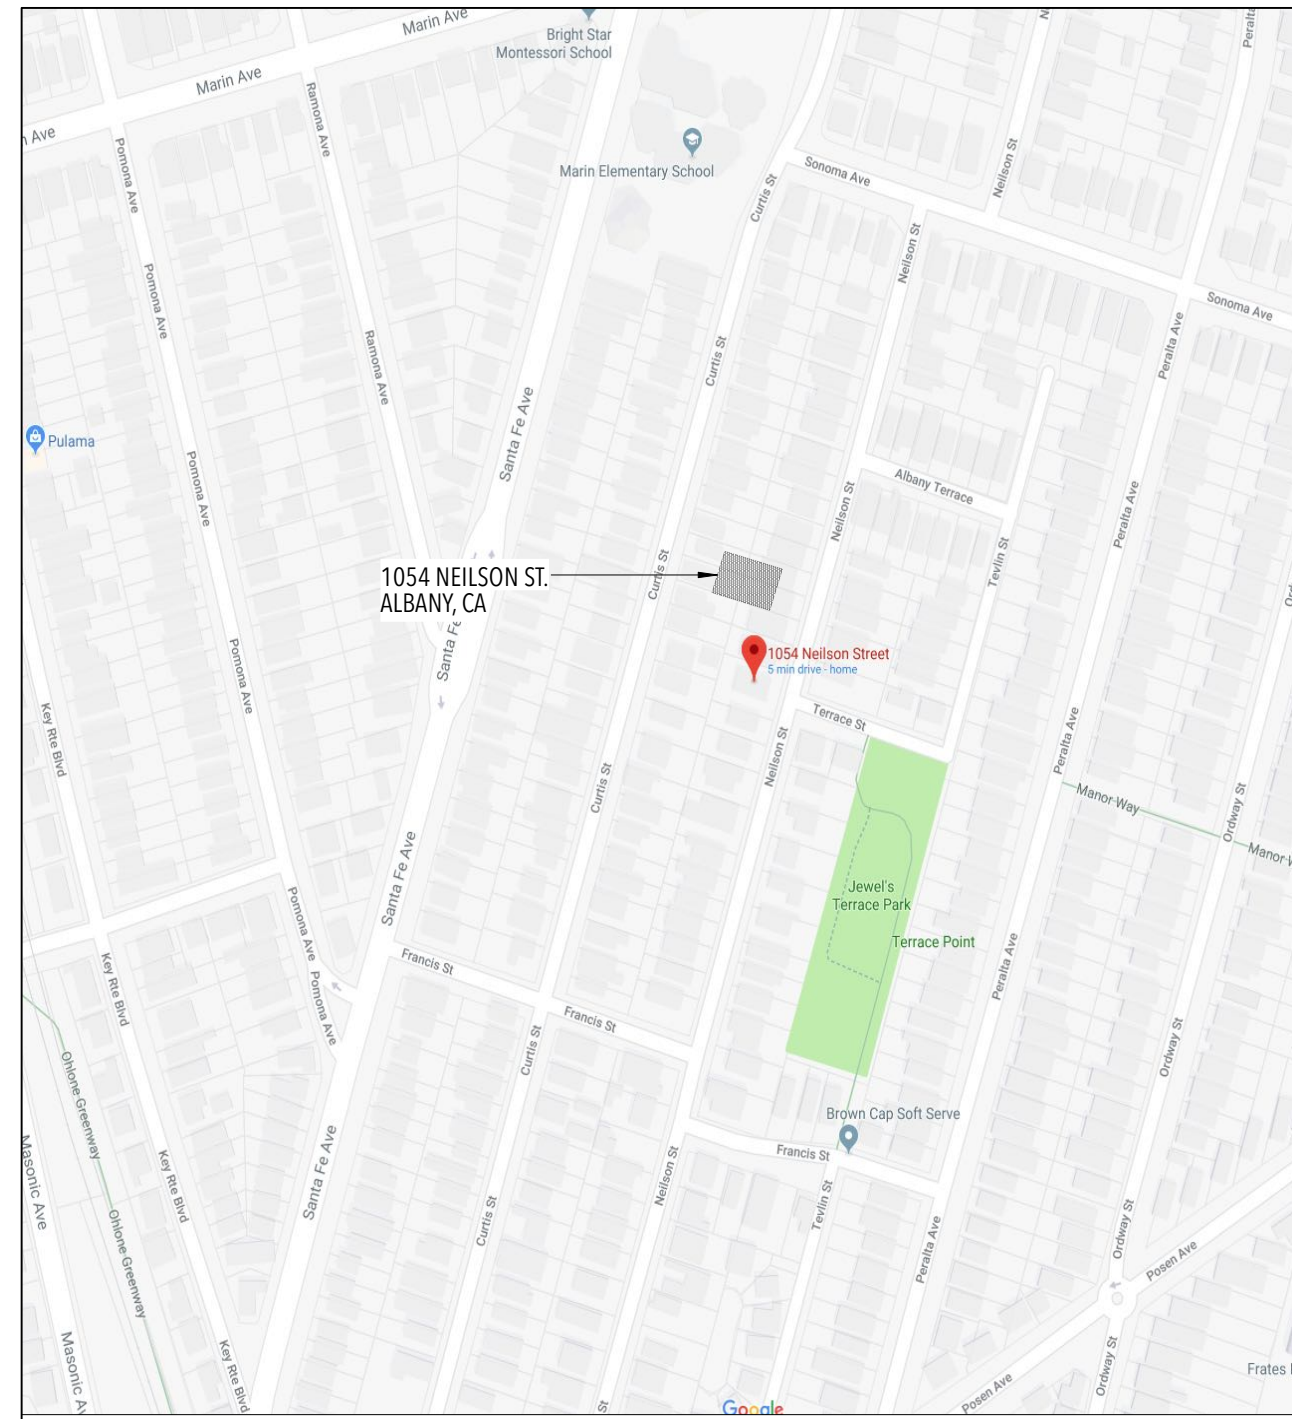 Marin Ave
Bright Star
Montessori School
Peralta
Marin Ave
Ramona Ave
Ave
Pomona Ave
Marin Elementary School
Sonoma Ave
Neilson St
Curtis St
Neilson St
Pomona Ave
Sonoma Ave
Ramona Ave
Curtis St
Peralta Ave
Pulama
Santa Fe Ave
Pomona Ave
Albany Terrace
Neilson St
Peralta Ave
Tevlin St
Curtis St
1054 NEILSON ST.
ALBANY, CA
Santa Fe
1054 Neilson Street
5 min drive - home
Pomona Ave
Key Rte Blvd
Terrace St
Neilson St
Peralta Ave
Curtis St
Manor Way
Ordway St
Manor
Santa Fe Ave
Jewel's
Terrace Park
Pomona Ave
Terrace Point
Francis St
Key Rte Blvd
Pomona Ave
Peralta Ave
Francis St
Curtis St
Ordway St
Ohlone Greenway
Brown Cap Soft Serve
Francis St
Masonic Ave
Key Rte Blvd
Santa Fe Ave
Neilson St
Tevlin St
Curtis St
Ohlone Greenway
Peralta Ave
Ordway St
Posen Ave
Masonic Av
Key Rte Blvd
Ordway St
Frates
Posen Ave
St
Google